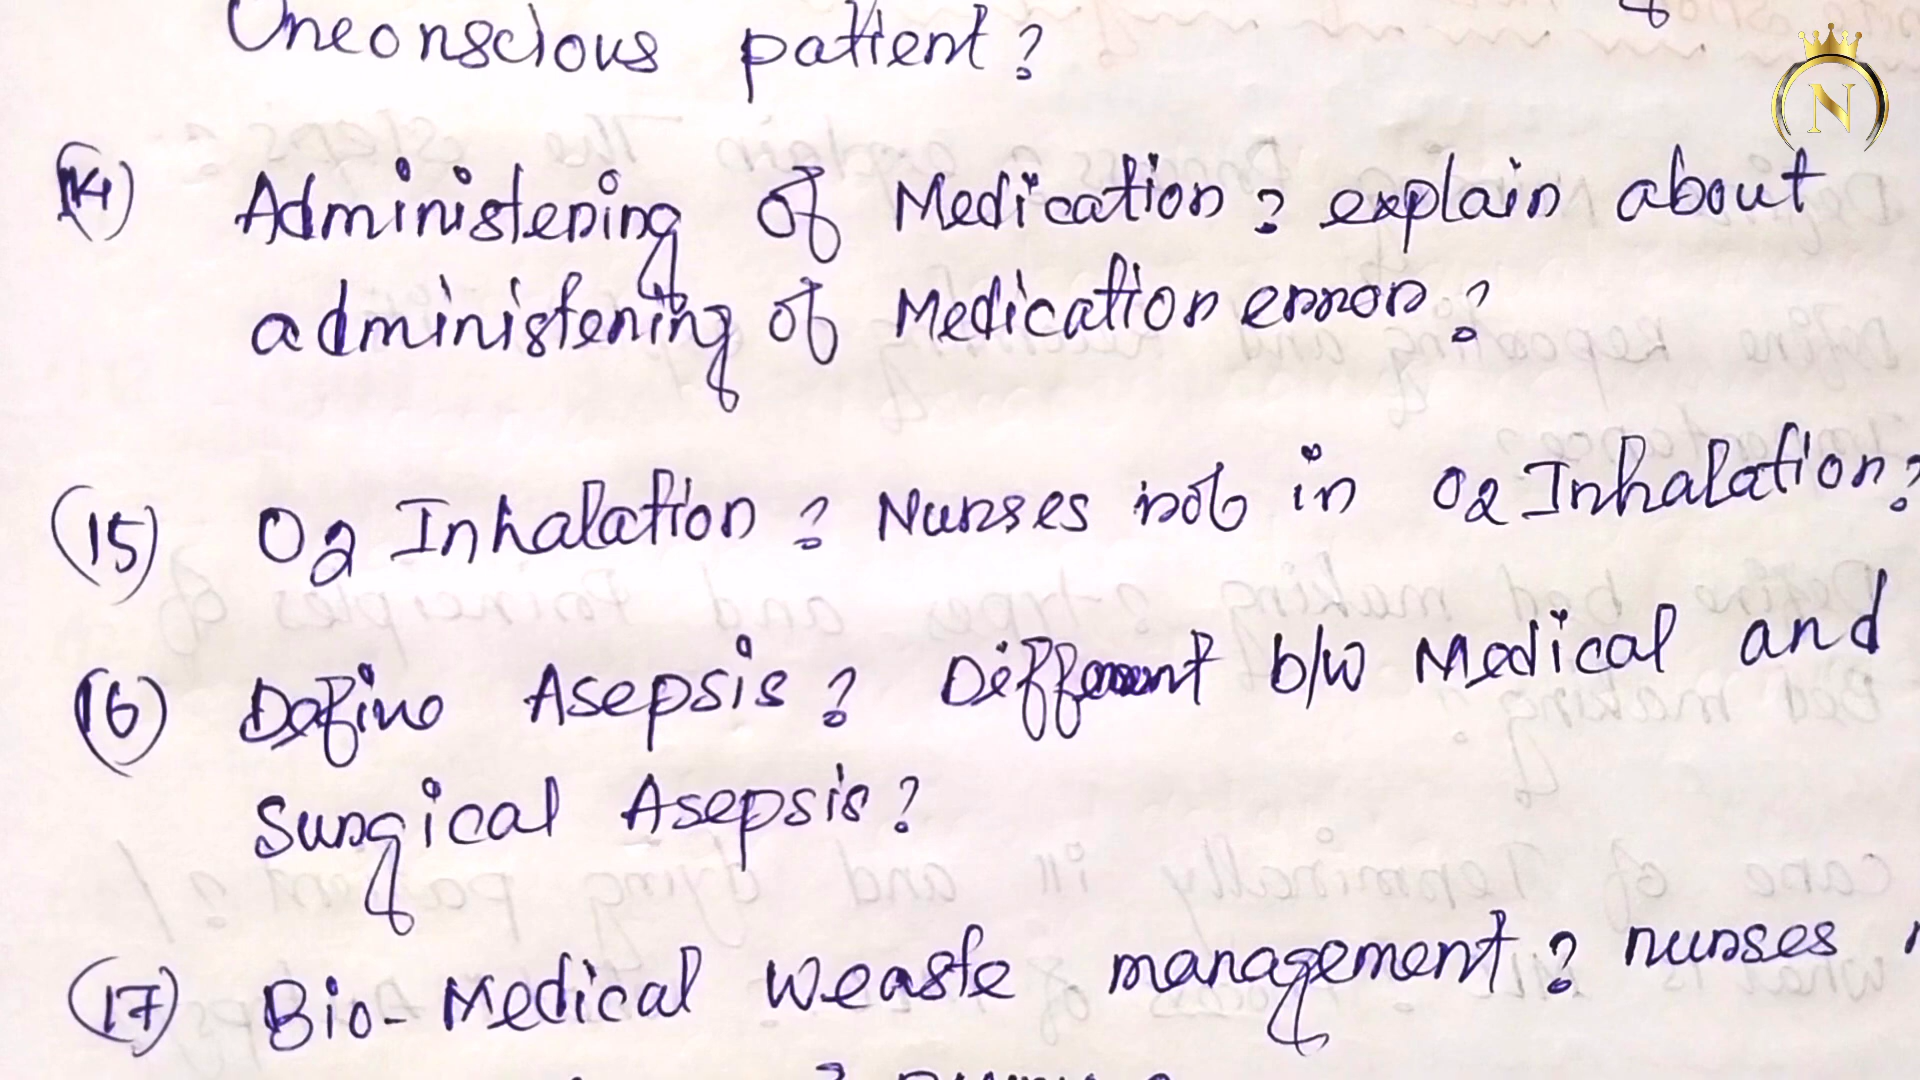 Unconscious patient?
(14) Administering of Medication? explain about
administering of Medication error?
(15) O2 Inhalation? Nurses in O2 Inhalation?
(16) Define Asepsis? Different b/w Medical and
Surgical Asepsis?
(17) Bio-Medical weaste management? nurses
N